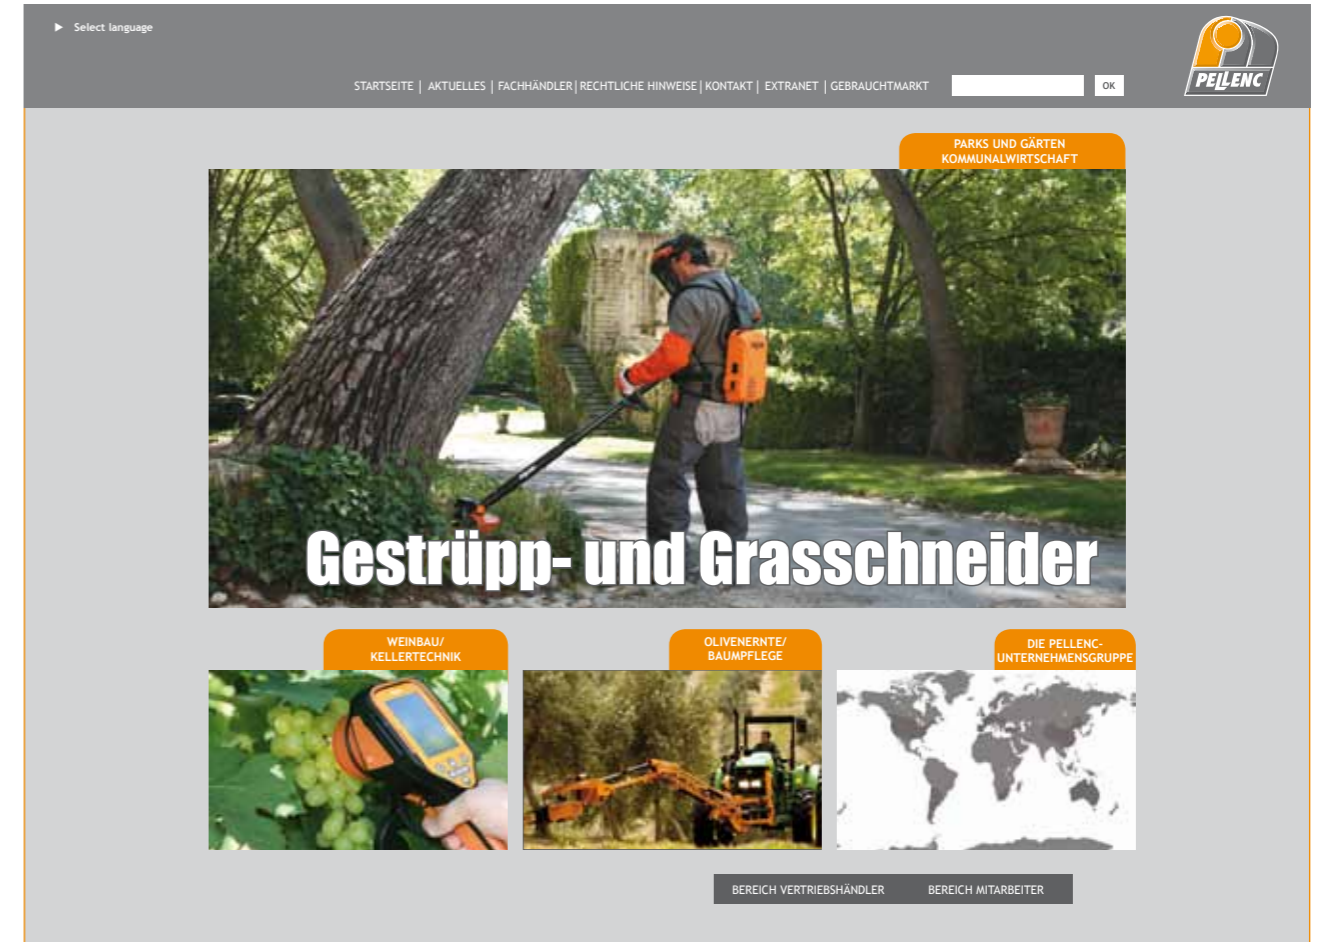 ► Select language
STARTSEITE | AKTUELLES | FACHHÄNDLER | RECHTLICHE HINWEISE | KONTAKT | EXTRANET | GEBRAUCHTMARKT
OK
PELLENC
PARKS UND GÄRTEN
KOMMUNALWIRTSCHAFT
Gestrüpp- und Grasschneider
WEINBAU/
KELLERTECHNIK
OLIVENERNTE/
BAUMPFLEGE
DIE PELLENC-
UNTERNEHMENSGRUPPE
BEREICH VERTRIEBSHÄNDLER
BEREICH MITARBEITER